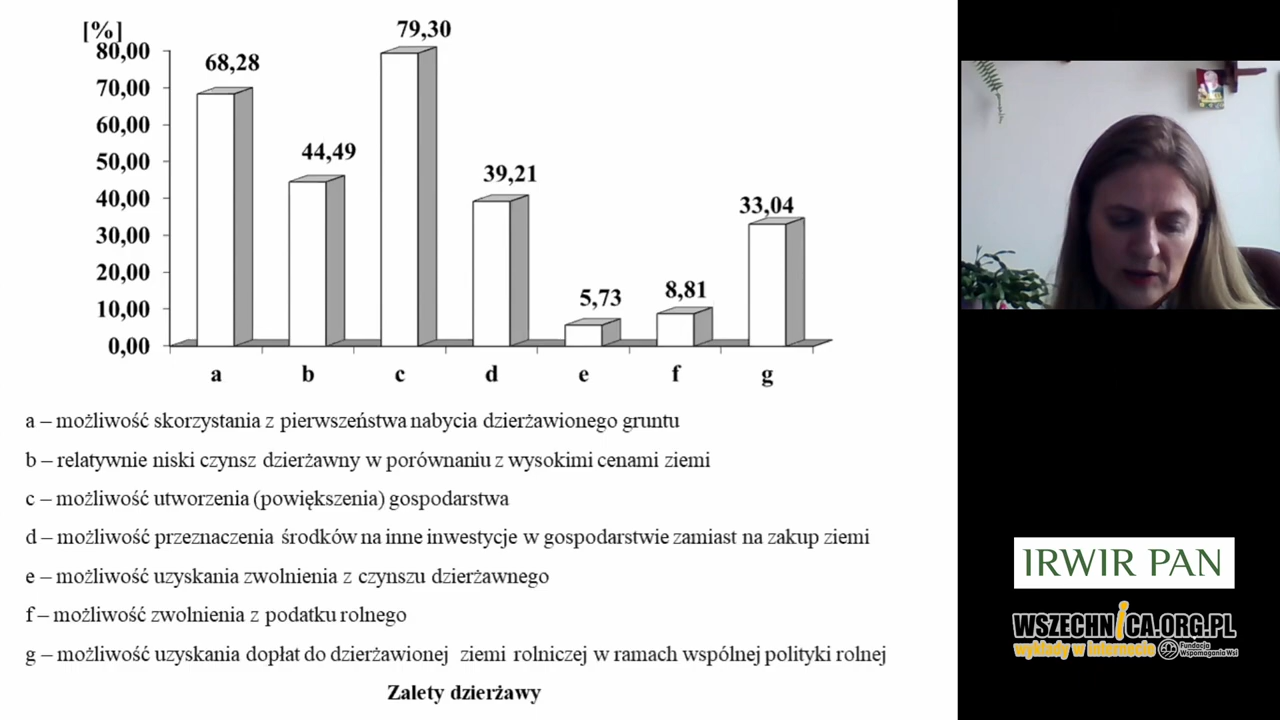 [%]
80,00
70,00
60,00
50,00
40,00
30,00
20,00
10,00
0,00
68,28
44,49
79,30
39,21
5,73
8,81
33,04
a b c d e f g
a – możliwość skorzystania z pierwszeństwa nabycia dzierżawionego gruntu
b – relatywnie niski czynsz dzierżawny w porównaniu z wysokimi cenami ziemi
c – możliwość utworzenia (powiększenia) gospodarstwa
d – możliwość przeznaczenia środków na inne inwestycje w gospodarstwie zamiast na zakup ziemi
e – możliwość uzyskania zwolnienia z czynszu dzierżawnego
f – możliwość zwolnienia z podatku rolnego
g – możliwość uzyskania dopłat do dzierżawionej ziemi rolniczej w ramach wspólnej polityki rolnej
Zalety dzierżawy
IRWIR PAN
WSZECHNICA.ORG.PL
wykłady w internecie
Fundacja
Wspomagania Wsi